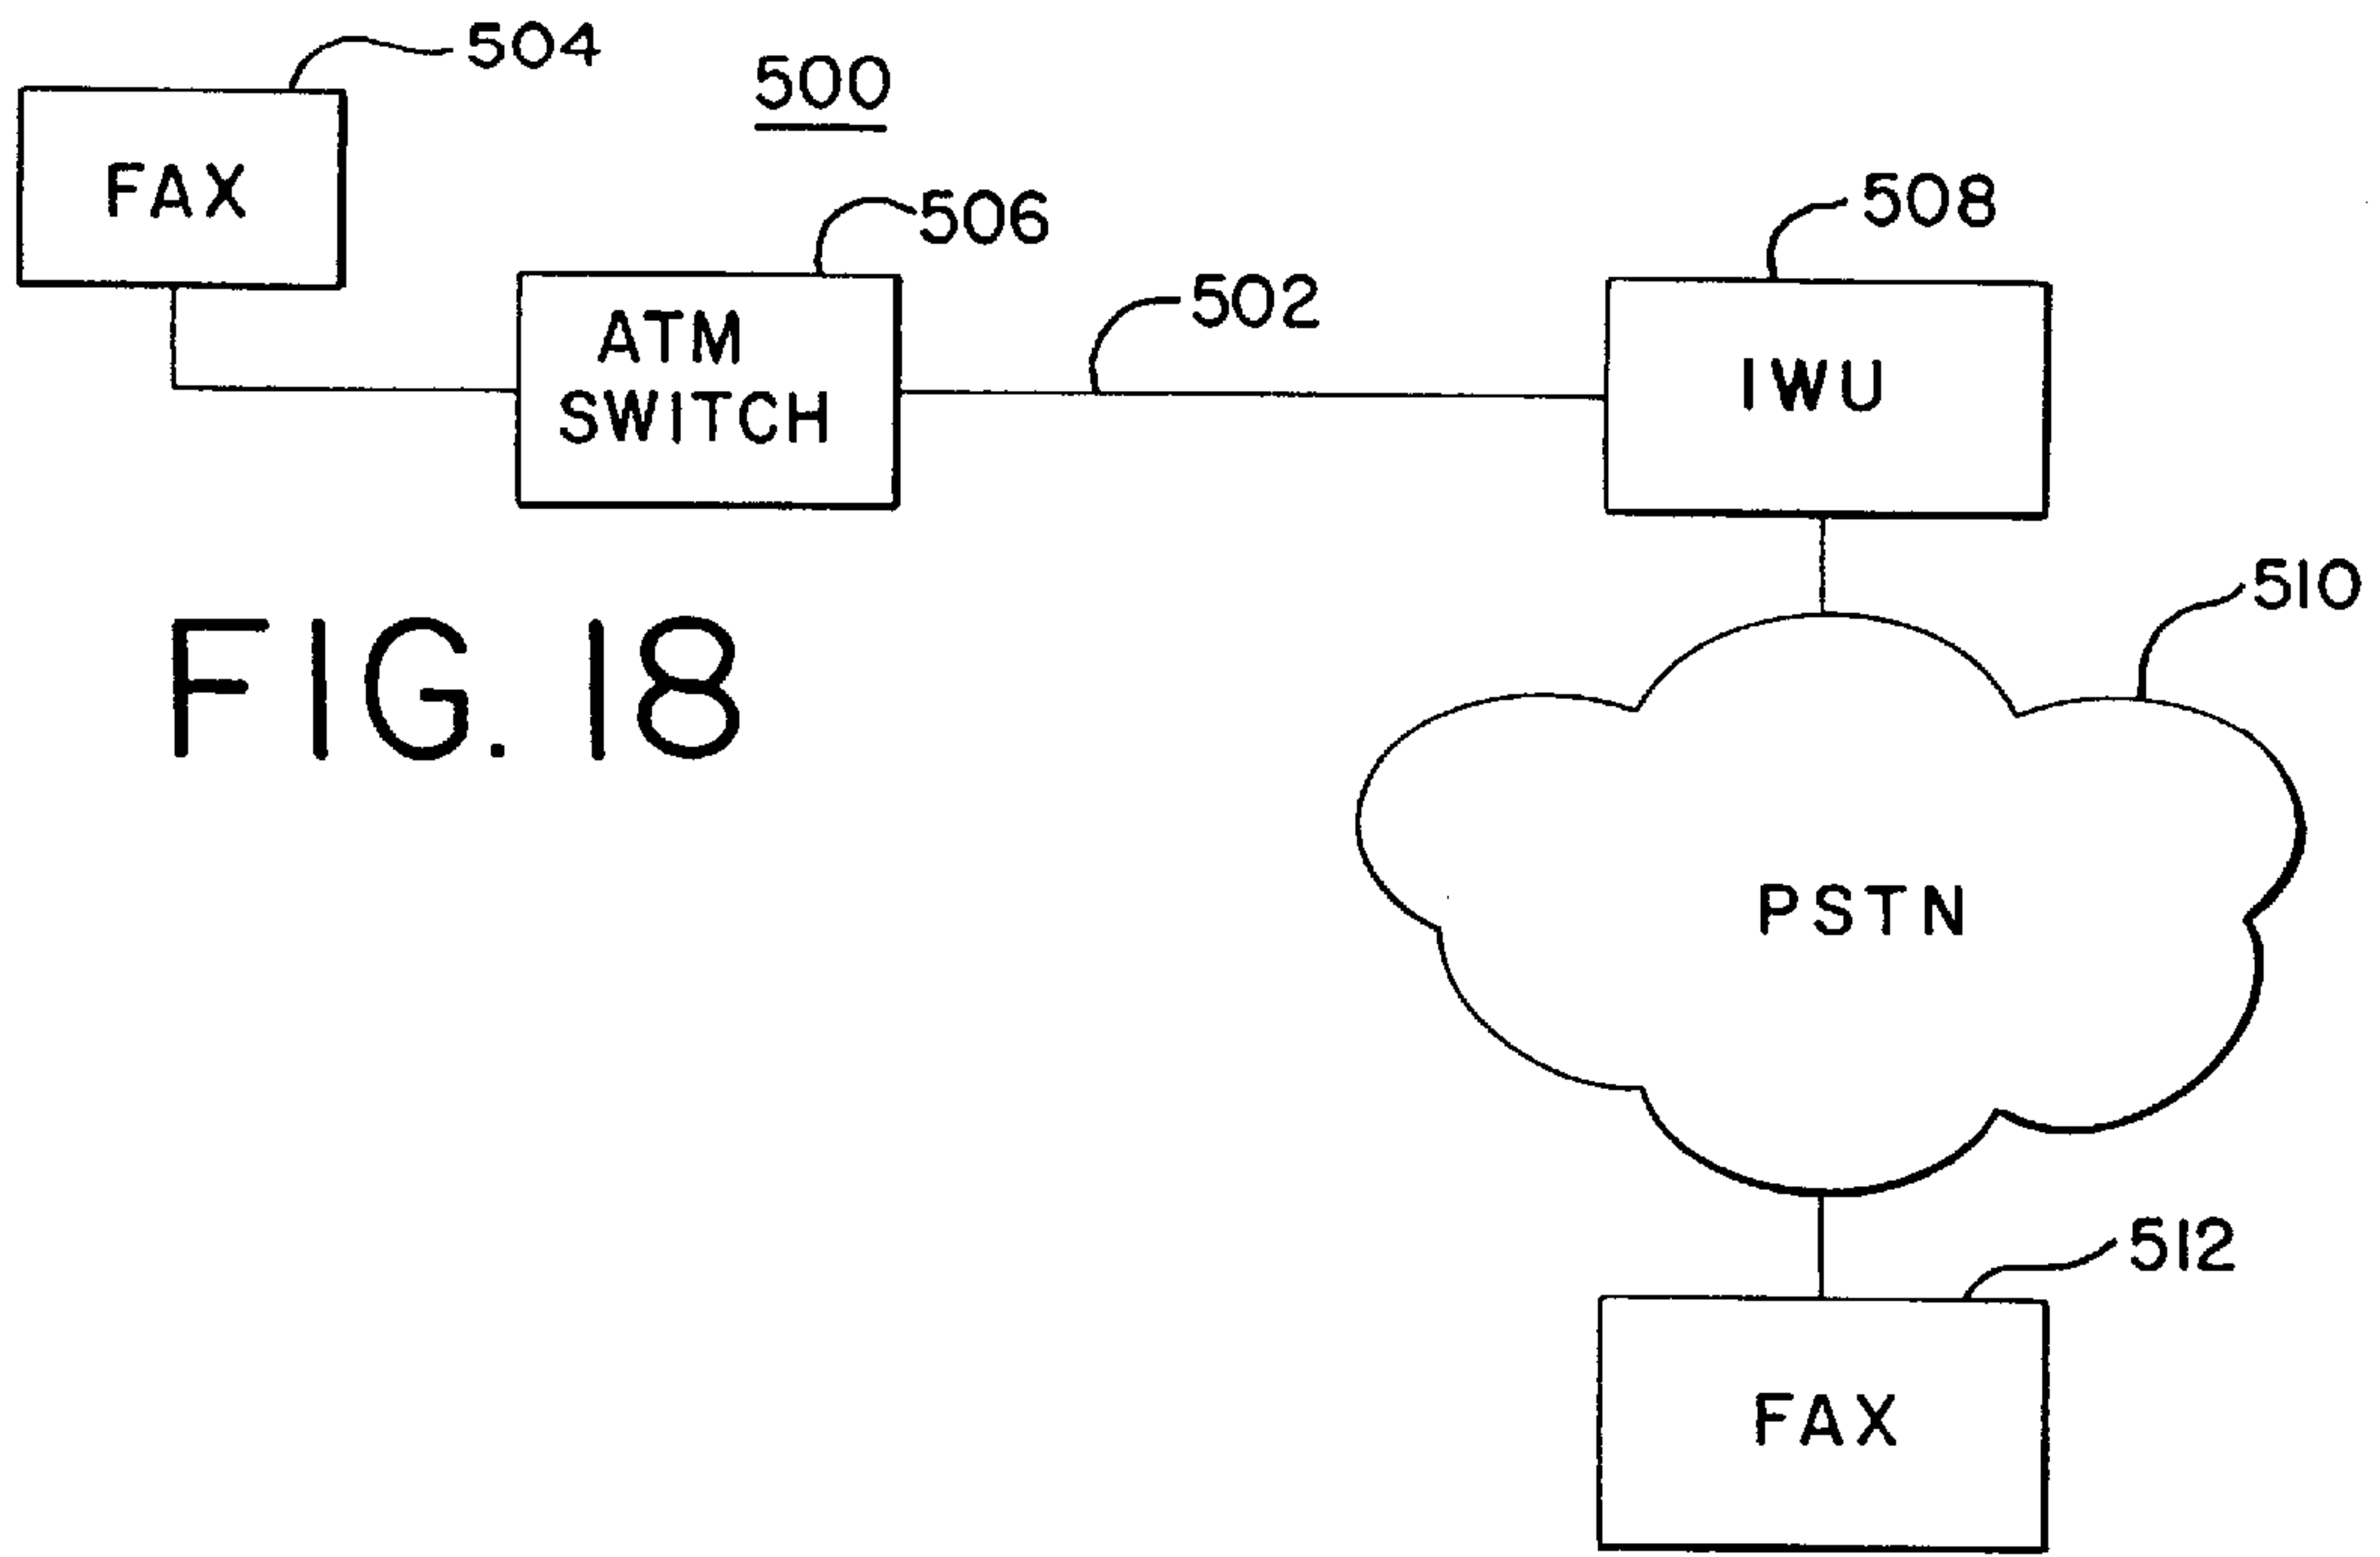 504
500
FAX
506
508
502
ATM
SWITCH
IWU
510
FIG. 18
PSTN
512
FAX